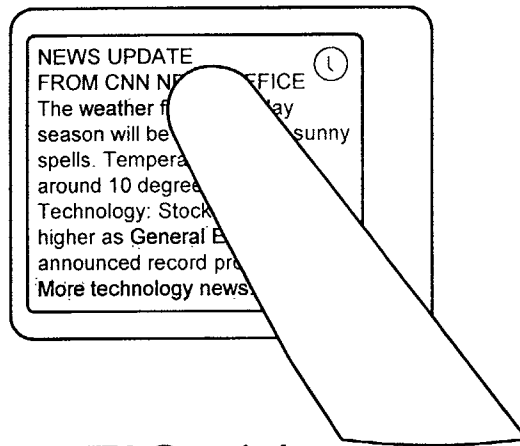 NEWS UPDATE
FROM CNN NE FFICE
The weather f ay
season will be sunny
spells. Tempera
around 10 degree
Technology: Stock
higher as General E
announced record pro
More technology news.